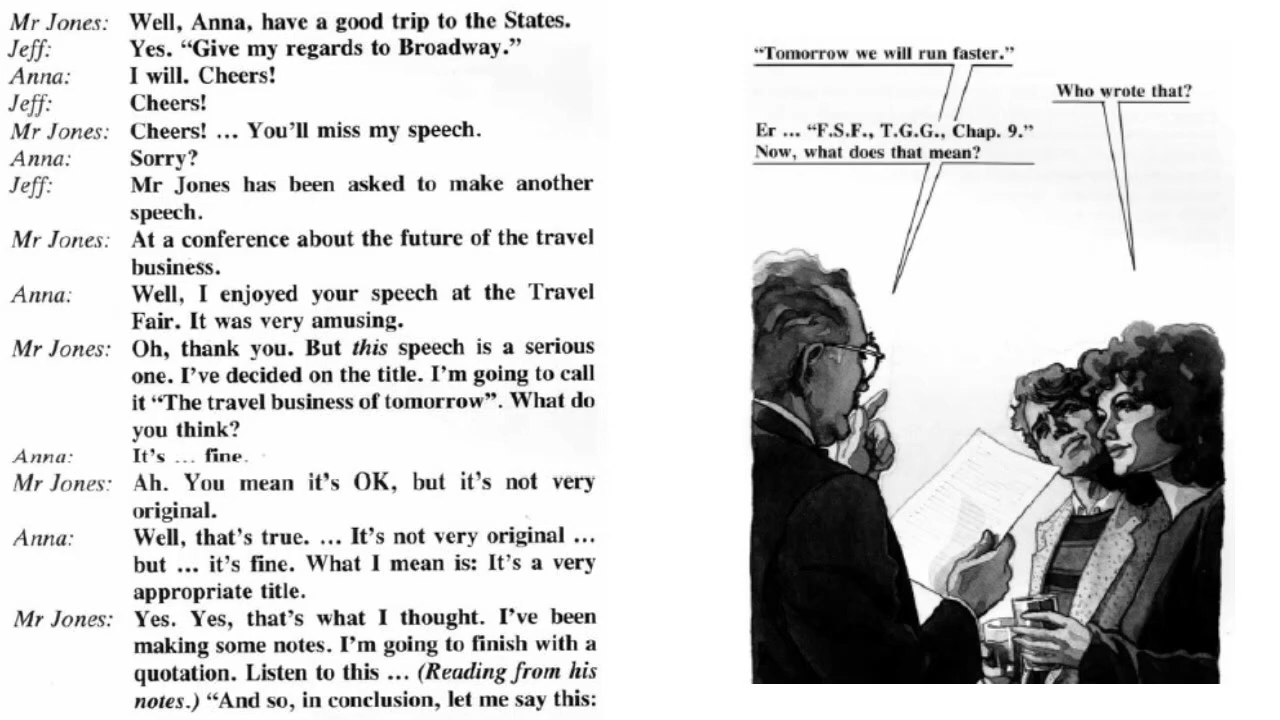 Mr Jones: Well, Anna, have a good trip to the States.
Jeff: Yes. “Give my regards to Broadway.”
Anna: I will. Cheers!
Jeff: Cheers!
Mr Jones: Cheers! ... You’ll miss my speech.
Anna: Sorry?
Jeff: Mr Jones has been asked to make another
speech.
Mr Jones: At a conference about the future of the travel
business.
Anna: Well, I enjoyed your speech at the Travel
Fair. It was very amusing.
Mr Jones: Oh, thank you. But this speech is a serious
one. I’ve decided on the title. I’m going to call
it “The travel business of tomorrow”. What do
you think?
Anna: It’s ... fine.
Mr Jones: Ah. You mean it’s OK, but it’s not very
original.
Anna: Well, that’s true. ... It’s not very original ...
but ... it’s fine. What I mean is: It’s a very
appropriate title.
Mr Jones: Yes. Yes, that’s what I thought. I’ve been
making some notes. I’m going to finish with a
quotation. Listen to this ... (Reading from his
notes.) “And so, in conclusion, let me say this:
“Tomorrow we will run faster.”
Who wrote that?
Er ... “F.S.F., T.G.G., Chap. 9.”
Now, what does that mean?